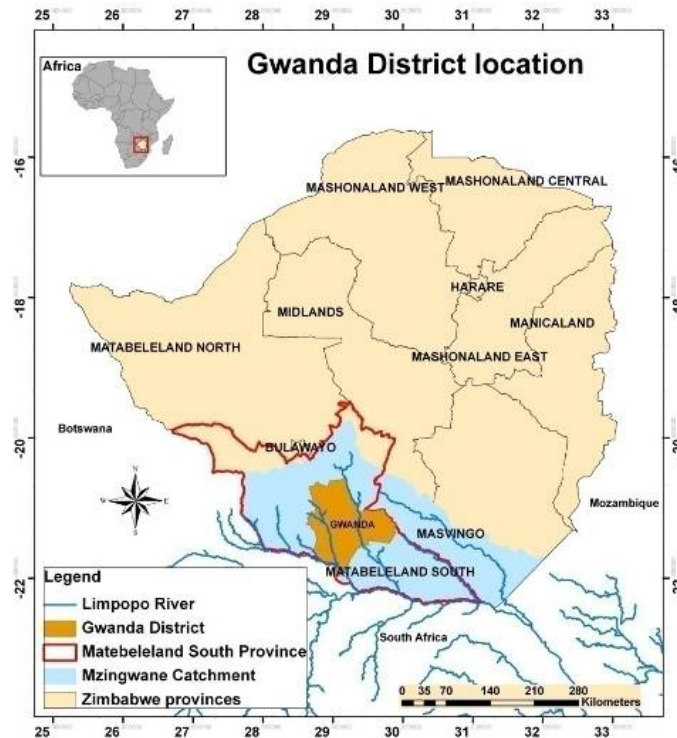 25 26 27 28 29 30 31 32 33
Africa
Gwanda District location
-16
MASHONALAND WEST
MASHONALAND CENTRAL
-18
HARARE
MIDLANDS
MANICALAND
MATABELELAND NORTH
MASHONALAND EAST
Botswana
-20
BULAWAYO
-20
N
W E
S
Mozambique
GWANDA
MASVINGO
MATABELELAND SOUTH
-22
Legend
Limpopo River
South Africa
Gwanda District
Matebeleland South Province
Mzingwane Catchment
Zimbabwe provinces
0 35 70 140 210 280
Kilometers
25 26 27 28 29 30 31 32 33